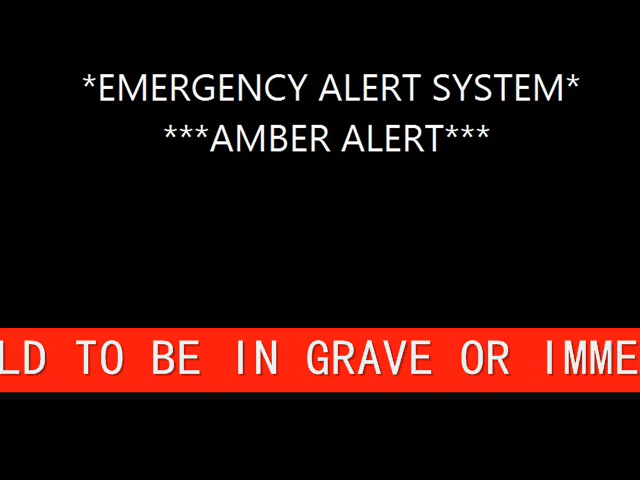 *EMERGENCY ALERT SYSTEM*
***AMBER ALERT***
LD TO BE IN GRAVE OR IMME